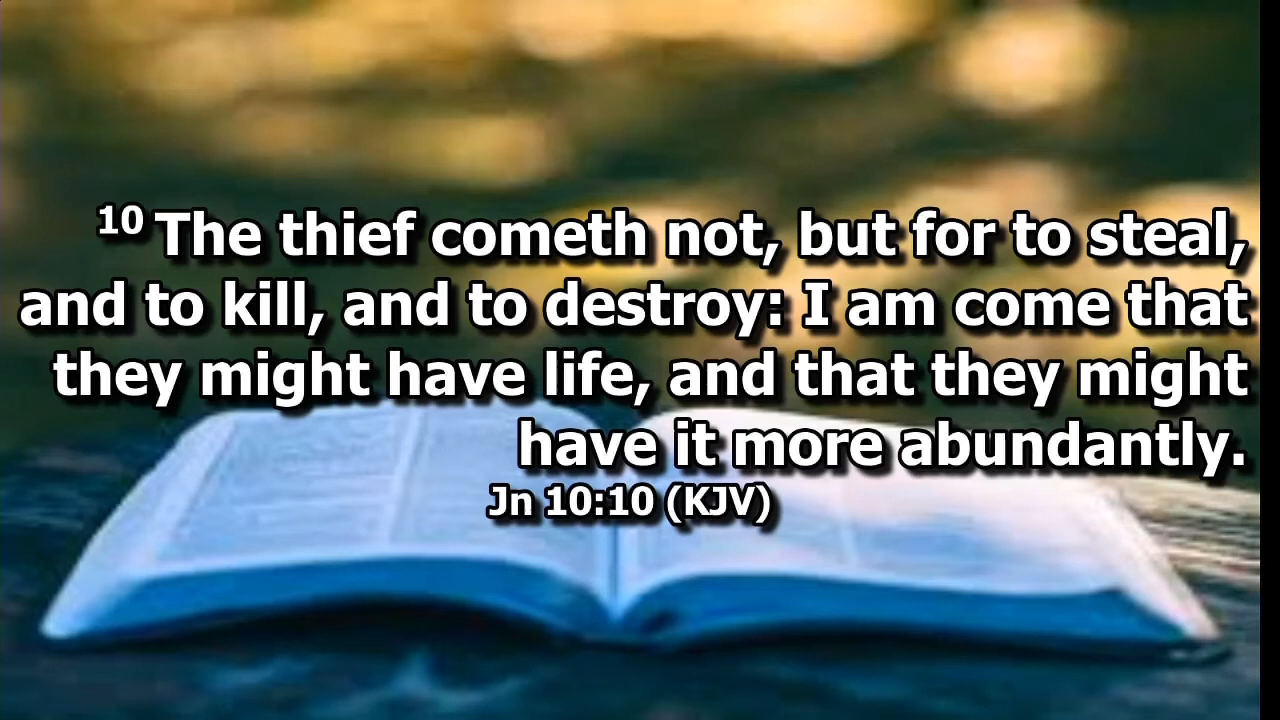 10 The thief cometh not, but for to steal,
and to kill, and to destroy: I am come that
they might have life, and that they might
have it more abundantly.
Jn 10:10 (KJV)